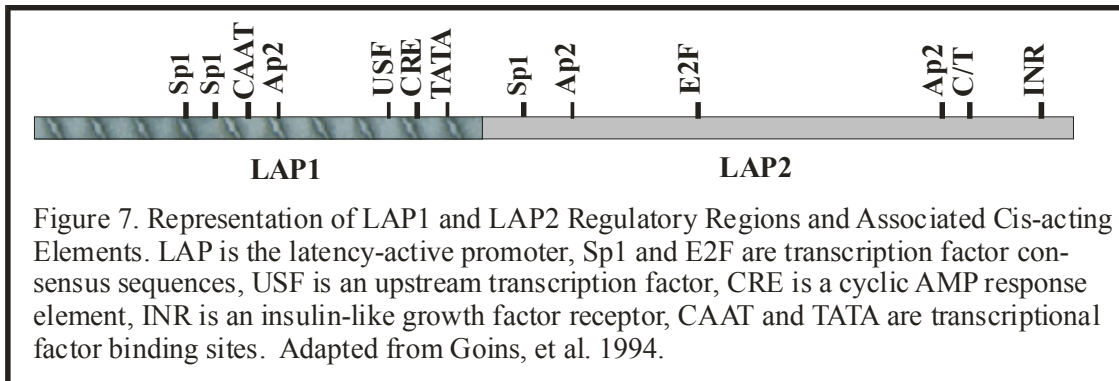 Sp1 Sp1 CAAT Ap2 USF CRE TATA Sp1 Ap2 E2F Ap2 C/T INR
LAP1 LAP2
Figure 7. Representation of LAP1 and LAP2 Regulatory Regions and Associated Cis-acting
Elements. LAP is the latency-active promoter, Sp1 and E2F are transcription factor con-
sensus sequences, USF is an upstream transcription factor, CRE is a cyclic AMP response
element, INR is an insulin-like growth factor receptor, CAAT and TATA are transcriptional
factor binding sites. Adapted from Goins, et al. 1994.